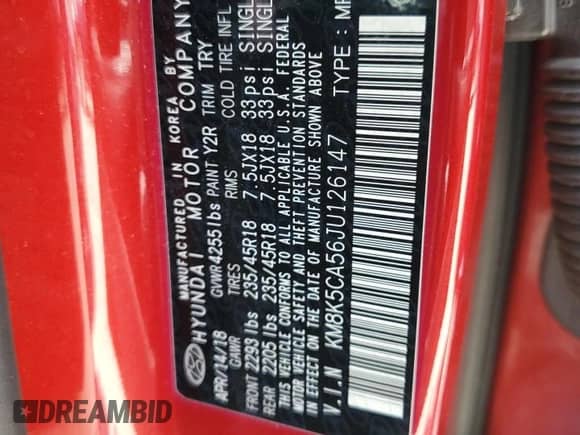 MANUFACTURED IN KOREA BY
HYUNDAI MOTOR COMPANY
APR/14/18 GVWR 4255lbs PAINT Y2R TRIM TRY
GAWR TIRES RIMS COLD TIRE INFL
FRONT 2293 lbs 235/45R18 7.5JX18 33psi SINGL
REAR 2205 lbs 235/45R18 7.5JX18 33psi SINGL
THIS VEHICLE CONFORMS TO ALL APPLICABLE U.S.A. FEDERAL
MOTOR VEHICLE SAFETY AND THEFT PREVENTION STANDARDS
IN EFFECT ON THE DATE OF MANUFACTURE SHOWN ABOVE
V.I.N KM8K5CA56JU126147 TYPE:
DREAMBID